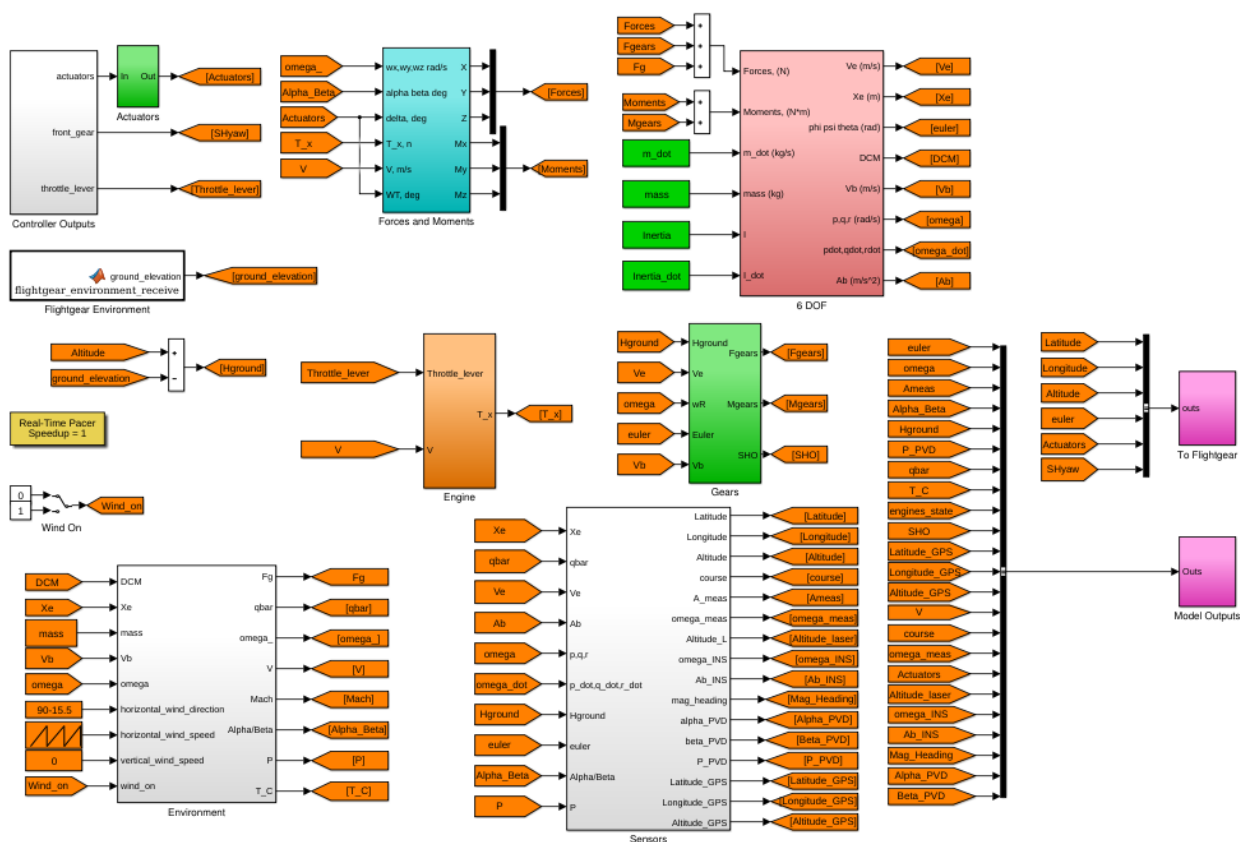 actuators
front_gear
throttle_lever
Controller Outputs
In
Out
Actuators
[Actuators]
[SHyaw]
[Throttle_lever]
omega_
Alpha_Beta
Actuators
T_x
V
wx,wy,wz rad/s
alpha beta deg
delta, deg
T_x, n
V, m/s
WT, deg
X
Y
Z
Mx
My
Mz
Forces and Moments
[Forces]
[Moments]
Forces
Fgears
Fg
+
+
+
Moments
Mgears
+
+
m_dot
mass
Inertia
Inertia_dot
Forces, (N)
Moments, (N*m)
m_dot (kg/s)
mass (kg)
I
I_dot
Ve (m/s)
Xe (m)
phi psi theta (rad)
DCM
Vb (m/s)
p,q,r (rad/s)
pdot,qdot,rdot
Ab (m/s^2)
6 DOF
[Ve]
[Xe]
[euler]
[DCM]
[Vb]
[omega]
[omega_dot]
[Ab]
ground_elevation
flightgear_environment_receive
Flightgear Environment
[ground_elevation]
Altitude
ground_elevation
+
−
[Hground]
Real-Time Pacer
Speedup = 1
0
1
Wind On
Wind_on
Throttle_lever
V
Throttle_lever
V
T_x
Engine
[T_x]
Hground
Ve
omega
euler
Vb
Hground
Ve
wR
Euler
Vb
Fgears
Mgears
SHO
Gears
[Fgears]
[Mgears]
[SHO]
euler
omega
Ameas
Alpha_Beta
Hground
P_PVD
qbar
T_C
engines_state
SHO
Latitude_GPS
Longitude_GPS
Altitude_GPS
V
course
omega_meas
Actuators
Altitude_laser
omega_INS
Ab_INS
Mag_Heading
Alpha_PVD
Beta_PVD
Latitude
Longitude
Altitude
euler
Actuators
SHyaw
outs
To Flightgear
Outs
Model Outputs
DCM
Xe
mass
Vb
omega
90-15.5
0
Wind_on
DCM
Xe
mass
Vb
omega
horizontal_wind_direction
horizontal_wind_speed
vertical_wind_speed
wind_on
Fg
qbar
omega_
V
Mach
Alpha/Beta
P
T_C
Environment
Fg
[qbar]
[omega_]
[V]
[Mach]
[Alpha_Beta]
[P]
[T_C]
Xe
qbar
Ve
Ab
omega
omega_dot
Hground
euler
Alpha_Beta
P
Xe
qbar
Ve
Ab
p,q,r
p_dot,q_dot,r_dot
Hground
euler
Alpha/Beta
P
Latitude
Longitude
Altitude
course
A_meas
omega_meas
Altitude_L
omega_INS
Ab_INS
mag_heading
alpha_PVD
beta_PVD
P_PVD
Latitude_GPS
Longitude_GPS
Altitude_GPS
Sensors
[Latitude]
[Longitude]
[Altitude]
[course]
[Ameas]
[omega_meas]
[Altitude_laser]
[omega_INS]
[Ab_INS]
[Mag_Heading]
[Alpha_PVD]
[Beta_PVD]
[P_PVD]
[Latitude_GPS]
[Longitude_GPS]
[Altitude_GPS]